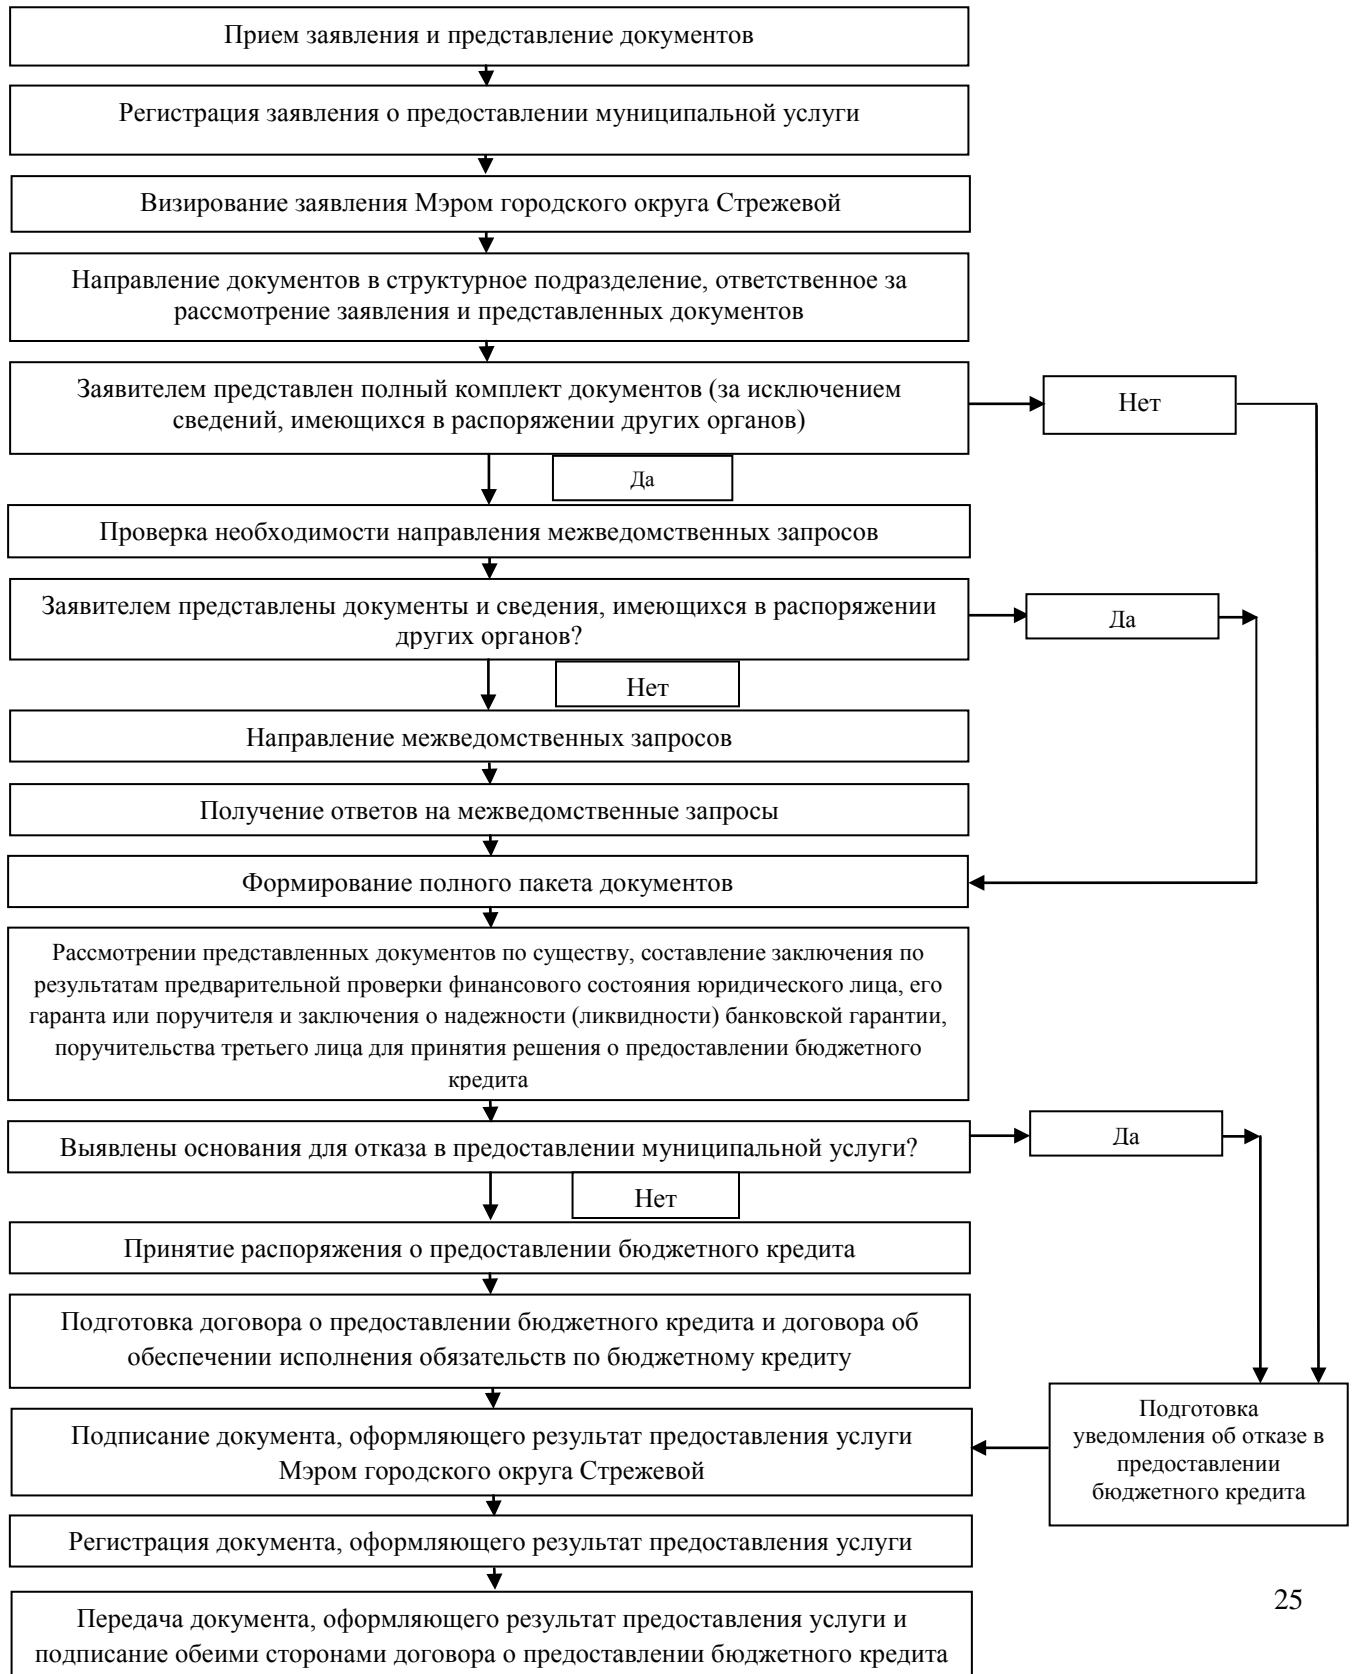 Прием заявления и представление документов
Регистрация заявления о предоставлении муниципальной услуги
Визирование заявления Мэром городского округа Стрежевой
Направление документов в структурное подразделение, ответственное за
рассмотрение заявления и представленных документов
Заявителем представлен полный комплект документов (за исключением
сведений, имеющихся в распоряжении других органов)
Нет
Да
Проверка необходимости направления межведомственных запросов
Заявителем представлены документы и сведения, имеющихся в распоряжении
других органов?
Да
Нет
Направление межведомственных запросов
Получение ответов на межведомственные запросы
Формирование полного пакета документов
Рассмотрении представленных документов по существу, составление заключения по
результатам предварительной проверки финансового состояния юридического лица, его
гаранта или поручителя и заключения о надежности (ликвидности) банковской гарантии,
поручительства третьего лица для принятия решения о предоставлении бюджетного
кредита
Выявлены основания для отказа в предоставлении муниципальной услуги?
Да
Нет
Принятие распоряжения о предоставлении бюджетного кредита
Подготовка договора о предоставлении бюджетного кредита и договора об
обеспечении исполнения обязательств по бюджетному кредиту
Подготовка
уведомления об отказе в
предоставлении
бюджетного кредита
Подписание документа, оформляющего результат предоставления услуги
Мэром городского округа Стрежевой
Регистрация документа, оформляющего результат предоставления услуги
Передача документа, оформляющего результат предоставления услуги и
подписание обеими сторонами договора о предоставлении бюджетного кредита
25